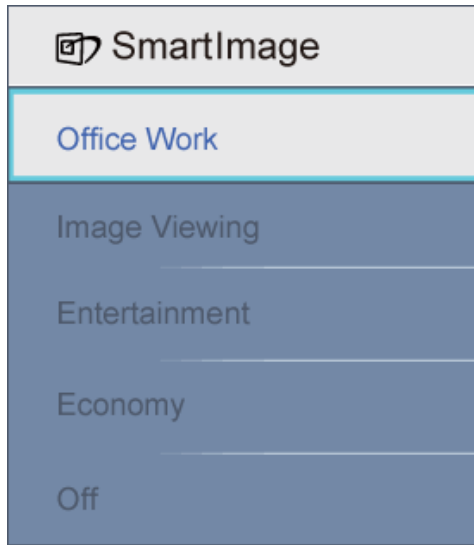 SmartImage
Office Work
Image Viewing
Entertainment
Economy
Off